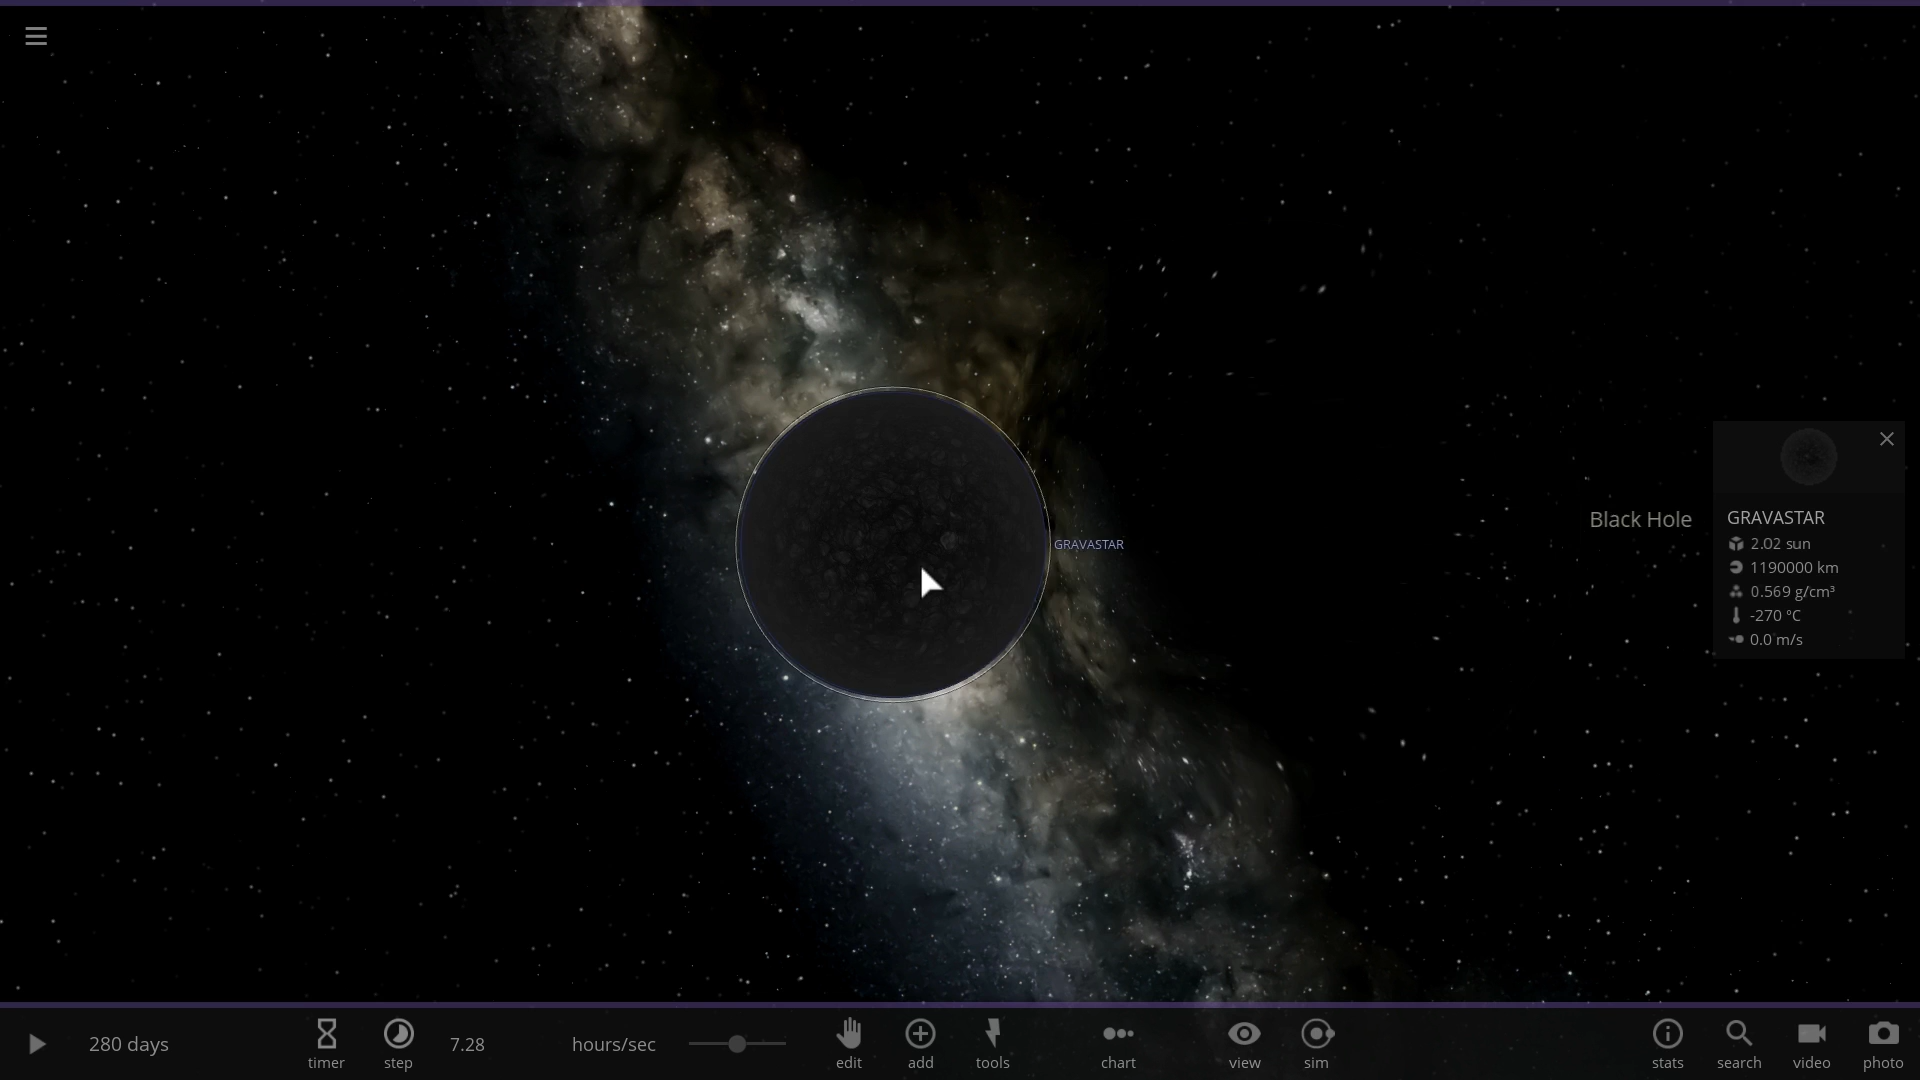 GRAVASTAR
Black Hole
GRAVASTAR
2.02 sun
1190000 km
0.569 g/cm³
-270 °C
0.0 m/s
280 days
timer
step
7.28
hours/sec
edit
add
tools
chart
view
sim
stats
search
video
photo